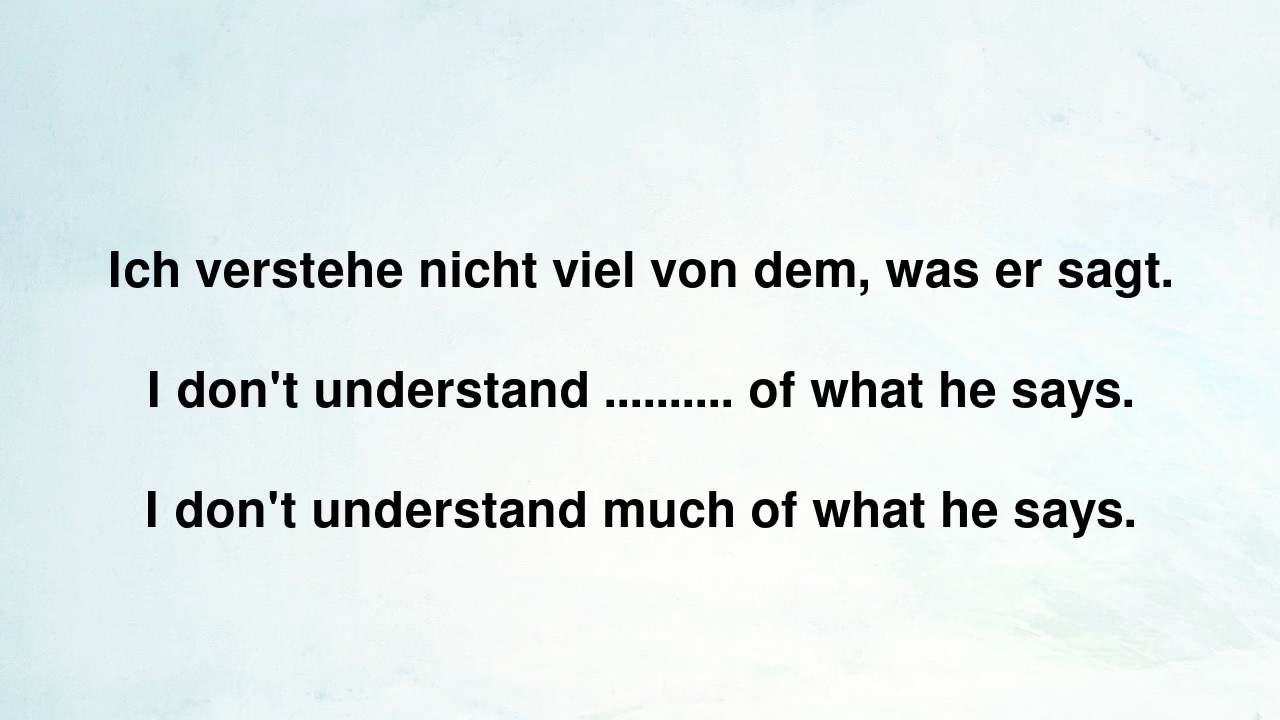 Ich verstehe nicht viel von dem, was er sagt.
I don't understand .......... of what he says.
I don't understand much of what he says.